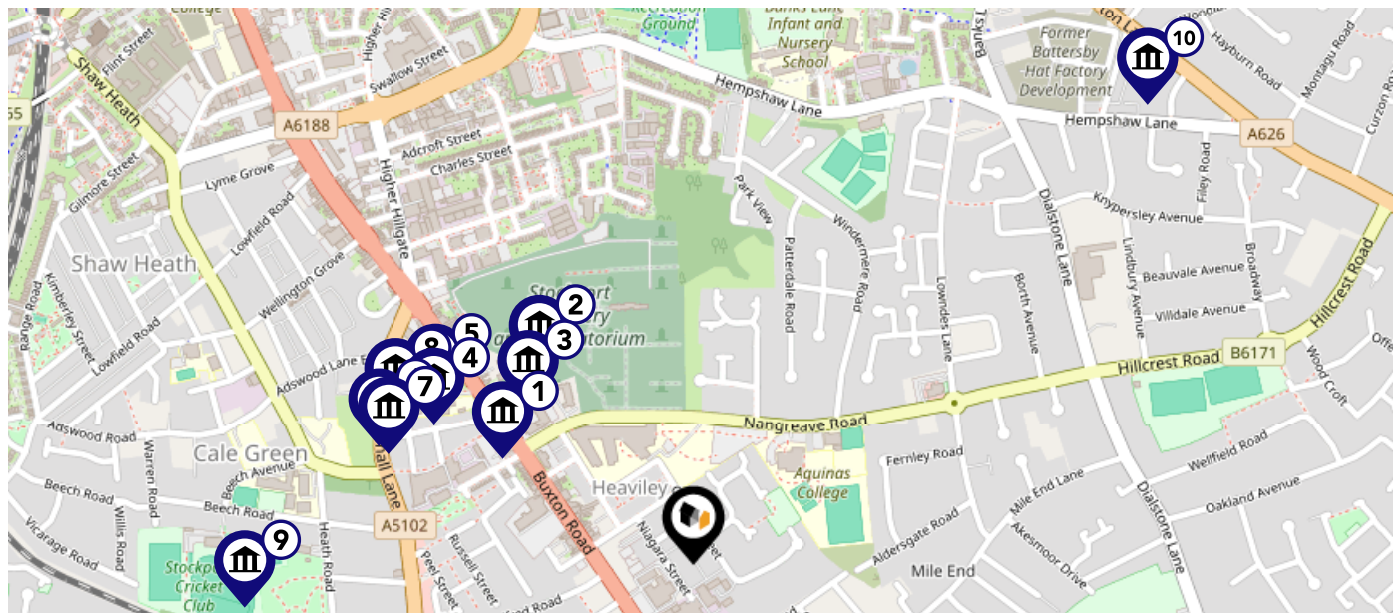 College
Flint Street
Shaw Heath
Swallow Street
Recreation
Ground
Banks Lane
Infant and
Nursery
School
Former
Battersby
Hat Factory
Development
10
Hayburn Road
Montagu Road
Hempshaw Lane
Hempshaw Lane
A6188
A626
Adcroft Street
Charles Street
Higher Hillgate
Lyme Grove
Gilmore Street
Lowfield Road
Park View
Windermere Road
Patterdale Road
Dialstone Lane
Filey Road
Knypersley Avenue
Lindbury Avenue
Beauvale Avenue
Broadway
Villdale Avenue
Hillcrest Road
Shaw Heath
Kimberley Street
Range Road
Wellington Grove
Lowfield Road
Lowndes Lane
Borth Avenue
2
3
5
8
4
7
1
B6171
Hillcrest Road
Wood Croft
Nangreave Road
Adswood Road
Warren Road
Cale Green
Beech Avenue
Beech Road
Beech Road
Willis Road
Vicarage Road
Heath Road
A5102
Buxton Road
Heaviley
Aquinas
College
Fernley Road
Mile End Lane
Wellfield Road
Oakland Avenue
Dialstone Lane
Aldersgate Road
Akesmoor Drive
Mile End
Niagara Street
Russell Street
Peel Street
9
Cricket
Club